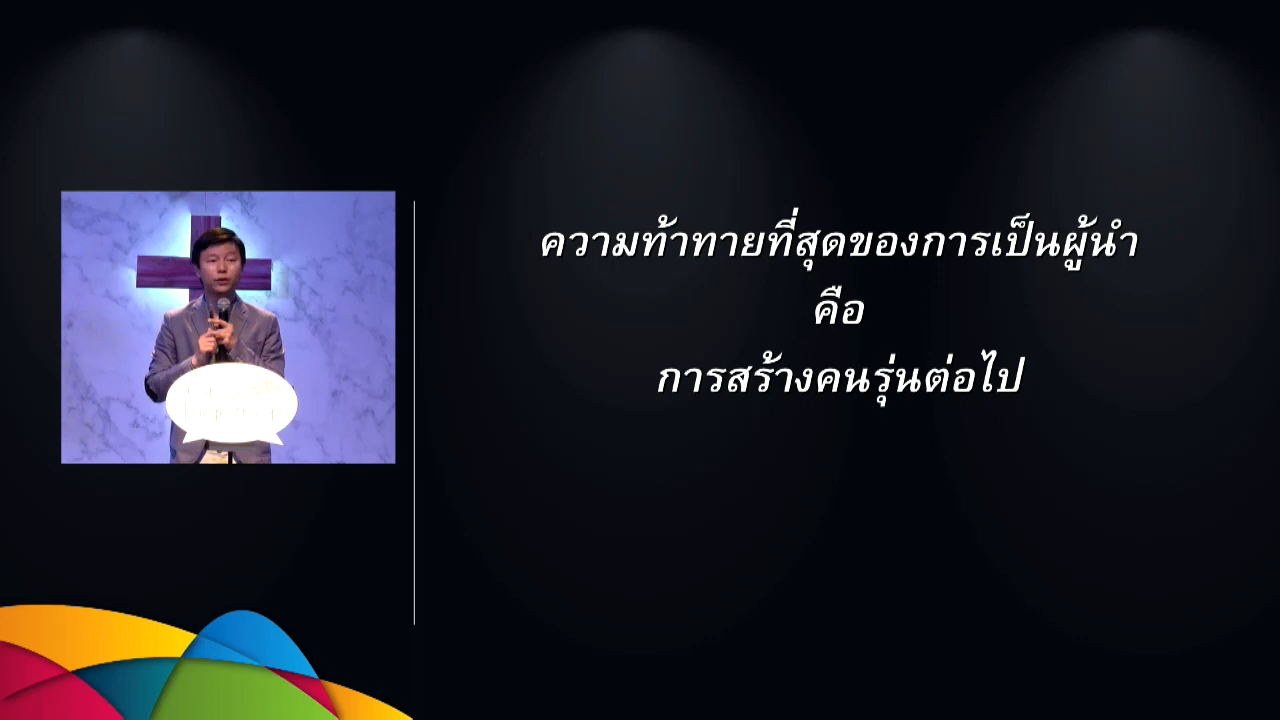 ความท้าทายที่สุดของการเป็นผู้นำ
คือ
การสร้างคนรุ่นต่อไป